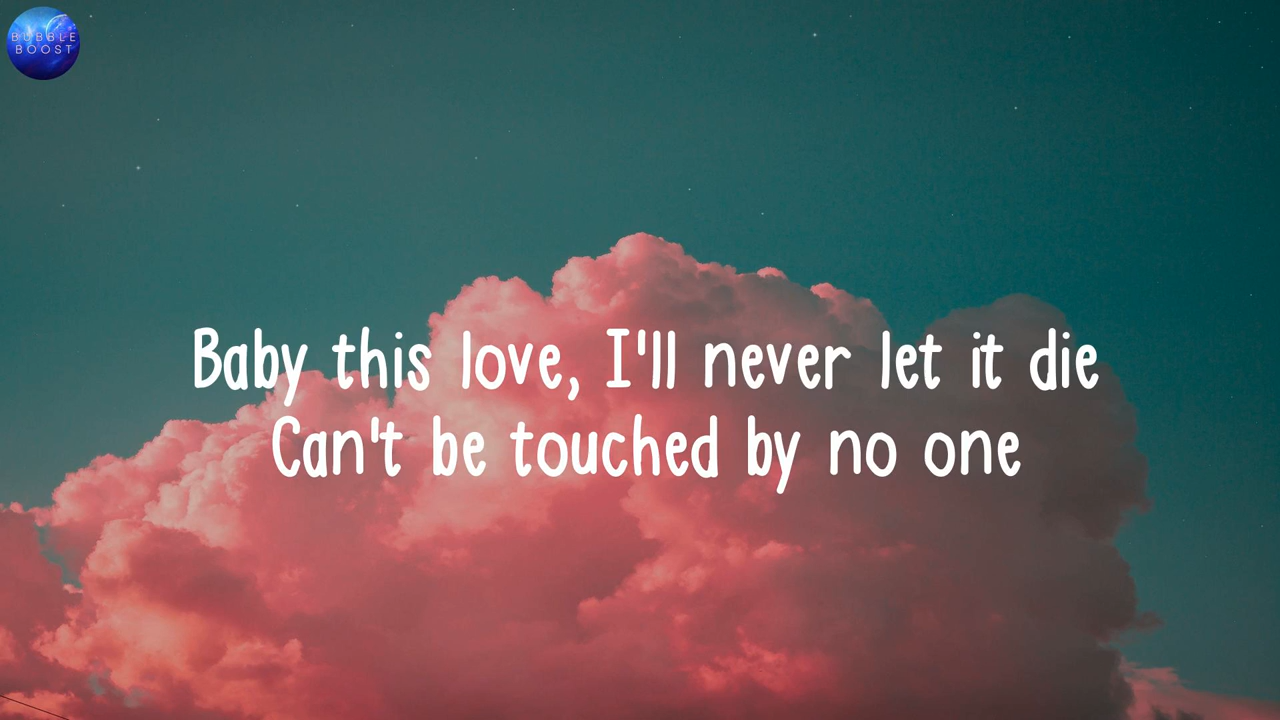 BUBBLE
BOOST
Baby this love, I'll never let it die
Can't be touched by no one